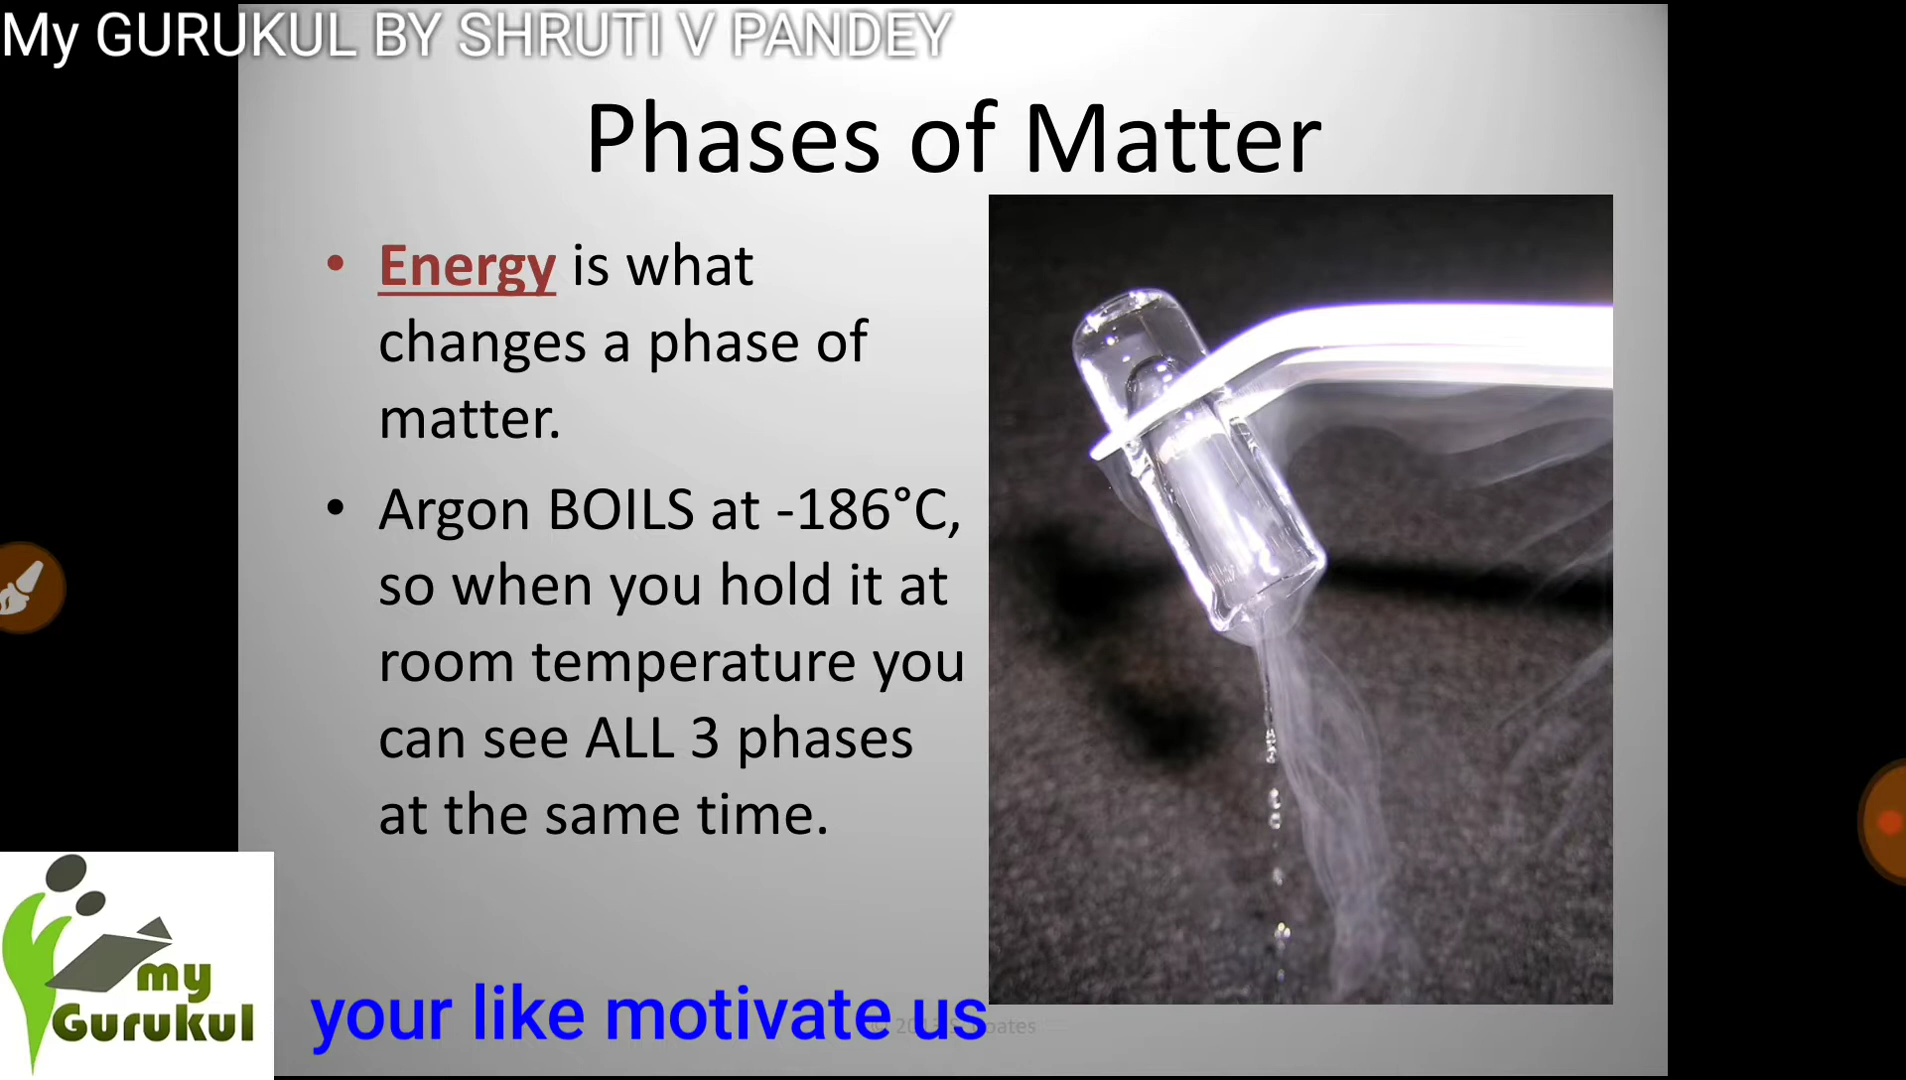 My GURUKUL BY SHRUTI V PANDEY
Phases of Matter
• Energy is what
changes a phase of
matter.
• Argon BOILS at -186°C,
so when you hold it at
room temperature you
can see ALL 3 phases
at the same time.
my
Gurukul
your like motivate us